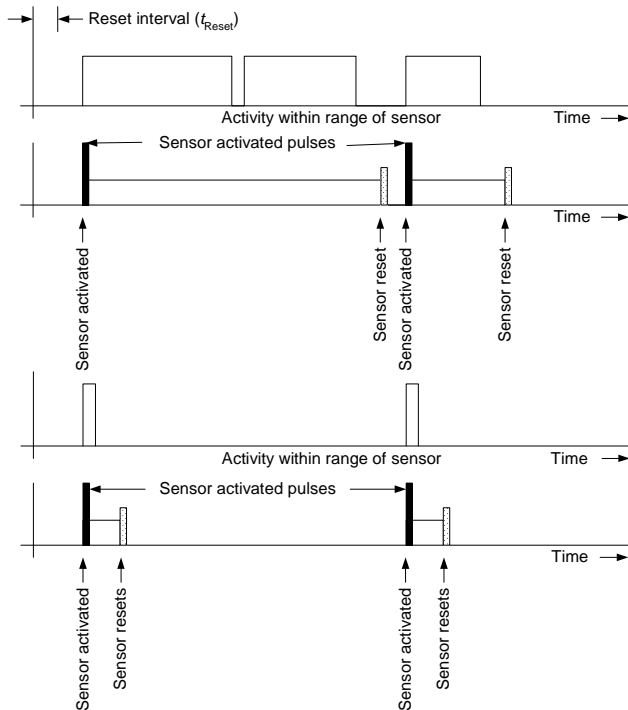 Reset interval (tReset)
Activity within range of sensor
Time
Sensor activated pulses
Time
Sensor activated
Sensor reset
Sensor activated
Sensor reset
Activity within range of sensor
Time
Sensor activated pulses
Time
Sensor activated
Sensor resets
Sensor activated
Sensor resets